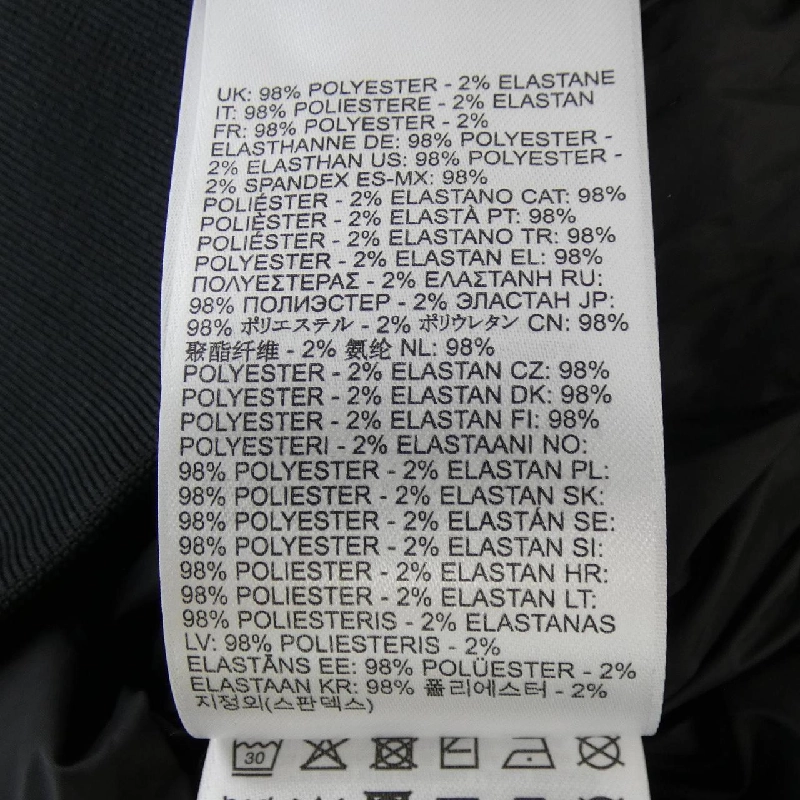 UK: 98% POLYESTER - 2% ELASTANE
IT: 98% POLIESTERE - 2% ELASTAN
FR: 98% POLYESTER - 2%
ELASTHANNE DE: 98% POLYESTER -
2% ELASTHAN US: 98% POLYESTER -
2% SPANDEX ES-MX: 98%
POLIÉSTER - 2% ELASTANO CAT: 98%
POLIÈSTER - 2% ELASTÀ PT: 98%
POLIÉSTER - 2% ELASTANO TR: 98%
POLYESTER - 2% ELASTAN EL: 98%
ΠΟΛΥΕΣΤΕΡΑΣ - 2% ΕΛΑΣΤΑΝΗ RU:
98% ПОЛИЭСТЕР - 2% ЭЛАСТАН JP:
98% ポリエステル - 2% ポリウレタン CN: 98%
聚酯纤维 - 2% 氨纶 NL: 98%
POLYESTER - 2% ELASTAN CZ: 98%
POLYESTER - 2% ELASTAN DK: 98%
POLYESTER - 2% ELASTAN FI: 98%
POLYESTERI - 2% ELASTAANI NO:
98% POLYESTER - 2% ELASTAN PL:
98% POLIESTER - 2% ELASTAN SK:
98% POLYESTER - 2% ELASTÁN SE:
98% POLYESTER - 2% ELASTAN SI:
98% POLIESTER - 2% ELASTAN HR:
98% POLIESTER - 2% ELASTAN LT:
98% POLIESTERIS - 2% ELASTANAS
LV: 98% POLIESTERIS - 2%
ELASTĀNS EE: 98% POLÜESTER - 2%
ELASTAAN KR: 98% 폴리에스터 - 2%
지정외(스판덱스)
30